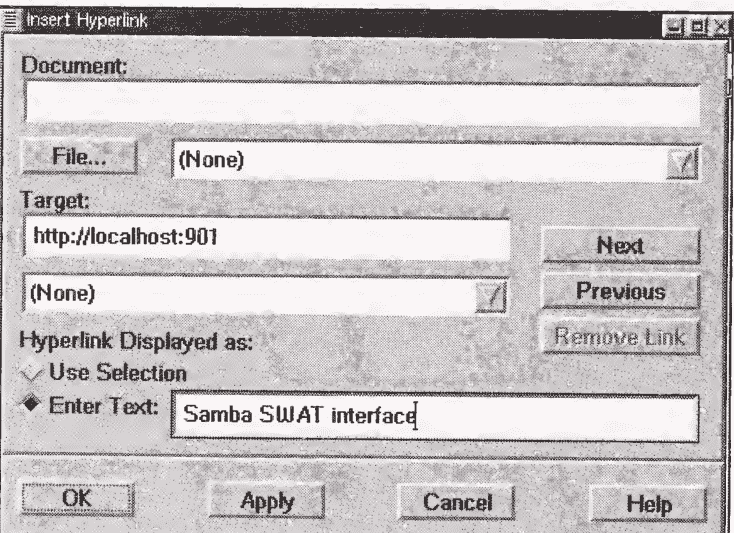 Insert Hyperlink
Document:
File...
(None)
Target:
http://localhost:901
Next
(None)
Previous
Hyperlink Displayed as:
Remove Link
Use Selection
Enter Text:
Samba SWAT interface
OK
Apply
Cancel
Help